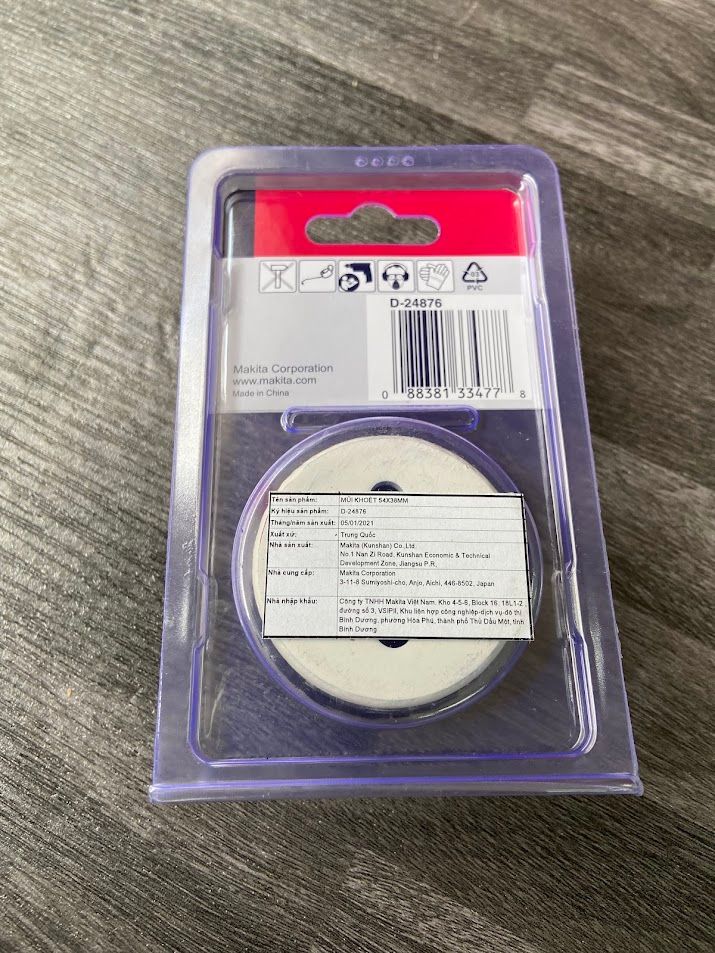 03
PVC
D-24876
Makita Corporation
www.makita.com
Made in China
0 88381 33477 8
Tên sản phẩm: MŨI KHOÉT 54X38MM
Ký hiệu sản phẩm: D-24876
Tháng/năm sản xuất: 05/01/2021
Xuất xứ: Trung Quốc
Nhà sản xuất: Makita (Kunshan) Co.,Ltd,
No.1 Nan Zi Road, Kunshan Economic & Technical
Development Zone, Jiangsu P.R,
Nhà cung cấp: Makita Corporation
3-11-8 Sumiyoshi-cho, Anjo, Aichi, 446-8502, Japan
Nhà nhập khẩu: Công ty TNHH Makita Việt Nam, Kho 4-5-6, Block 16, 18L1-2
đường số 3, VSIPII, Khu liên hợp công nghiệp-dịch vụ-đô thị
Bình Dương, phường Hòa Phú, thành phố Thủ Dầu Một, tỉnh
Bình Dương